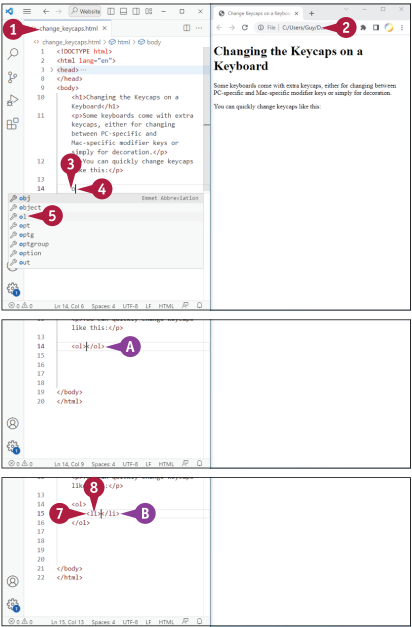 Website
change_keycaps.html
change_keycaps.html > html > body
1 <!DOCTYPE html>
2 <html lang="en">
3 <head>
8 </head>
9 <body>
10 <h1>Changing the Keycaps on a
Keyboard</h1>
11 <p>Some keyboards come with extra
keycaps, either for changing
between PC-specific and
Mac-specific modifier keys or
simply for decoration.</p>
12 You can quickly change keycaps
like this:</p>
13
14 o
obj Emmet Abbreviation
object
ol
opt
optg
optgroup
option
out
0 0 Ln 14, Col 6 Spaces: 4 UTF-8 LF HTML
1
3
4
5
Change Keycaps on a Keyboa
File C:/Users/Guy/D
2
Changing the Keycaps on a
Keyboard
Some keyboards come with extra keycaps, either for changing between
PC-specific and Mac-specific modifier keys or simply for decoration.
You can quickly change keycaps like this:
like this:</p>
13
14 <ol></ol>
A
15
16
17
18
19 </body>
20 </html>
0 0 Ln 14, Col 9 Spaces: 4 UTF-8 LF HTML
like this:</p>
13
14 <ol>
15 <li></li>
7
8
B
16 </ol>
17
18
19
20
21 </body>
22 </html>
0 0 Ln 15, Col 13 Spaces: 4 UTF-8 LF HTML